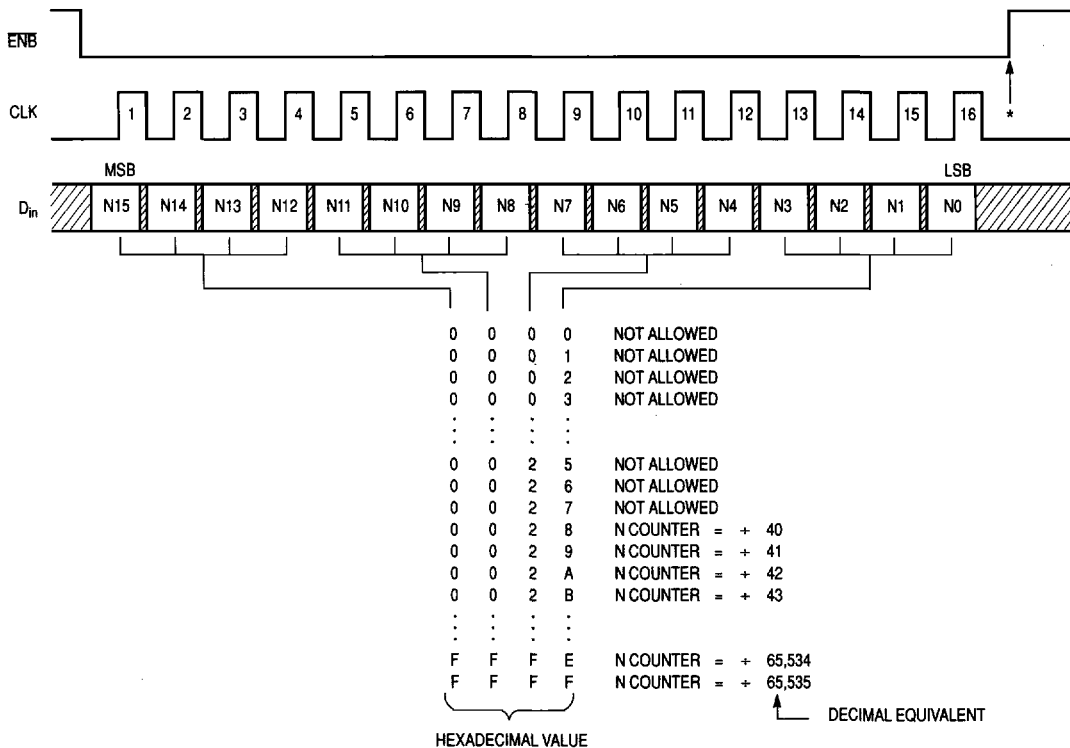 ENB
CLK 1 2 3 4 5 6 7 8 9 10 11 12 13 14 15 16 *
MSB LSB
Din N15 N14 N13 N12 N11 N10 N9 N8 N7 N6 N5 N4 N3 N2 N1 N0
0 0 0 0 NOT ALLOWED
0 0 0 1 NOT ALLOWED
0 0 0 2 NOT ALLOWED
0 0 0 3 NOT ALLOWED
. . . .
. . . .
. . . .
0 0 2 5 NOT ALLOWED
0 0 2 6 NOT ALLOWED
0 0 2 7 NOT ALLOWED
0 0 2 8 N COUNTER = ÷ 40
0 0 2 9 N COUNTER = ÷ 41
0 0 2 A N COUNTER = ÷ 42
0 0 2 B N COUNTER = ÷ 43
. . . .
. . . .
. . . .
F F F E N COUNTER = ÷ 65,534
F F F F N COUNTER = ÷ 65,535
DECIMAL EQUIVALENT
HEXADECIMAL VALUE